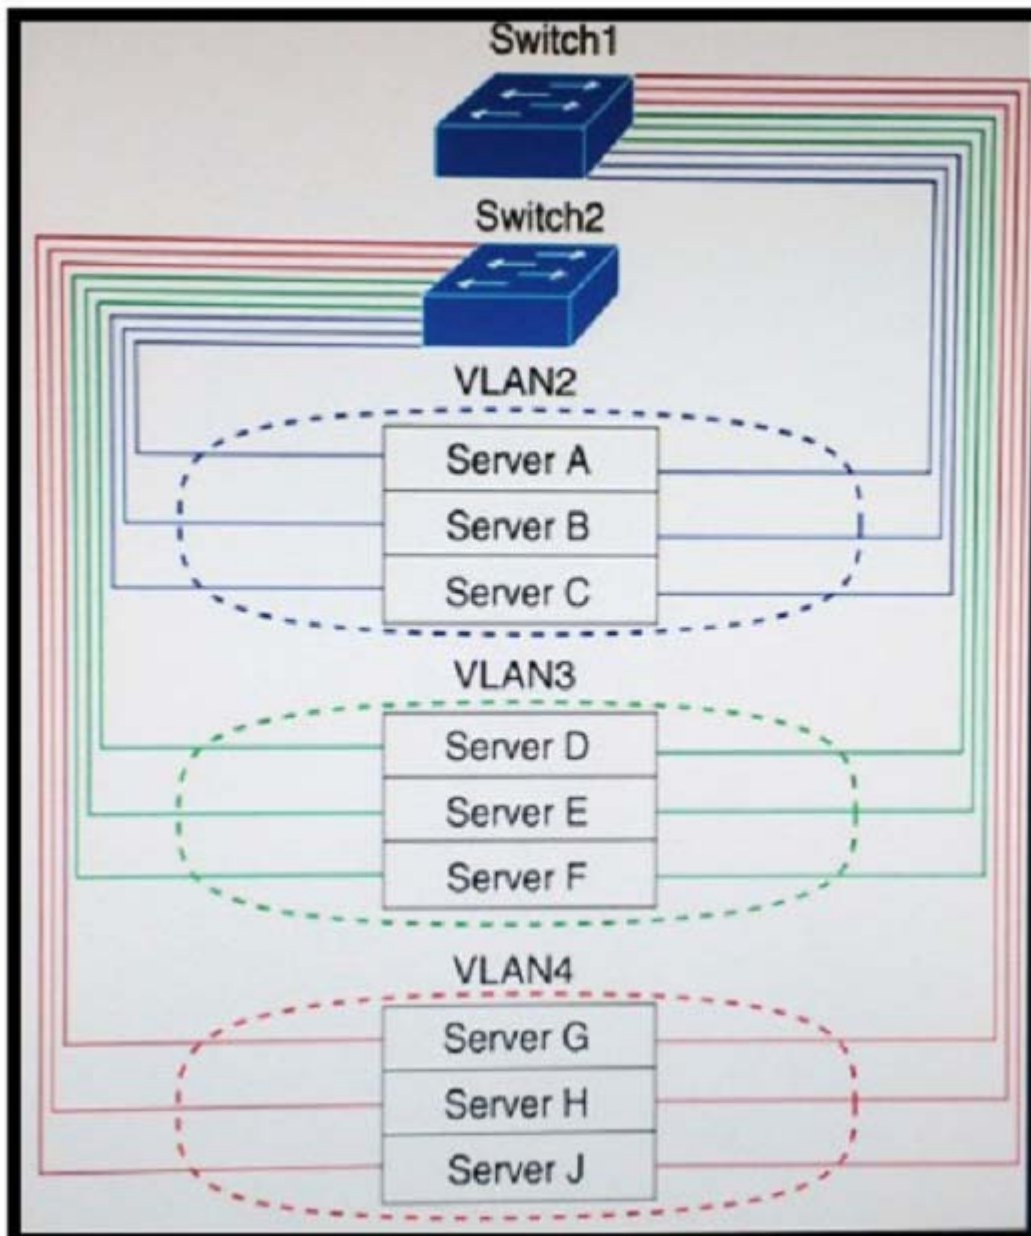 Switch1
Switch2
VLAN2
Server A
Server B
Server C
VLAN3
Server D
Server E
Server F
VLAN4
Server G
Server H
Server J